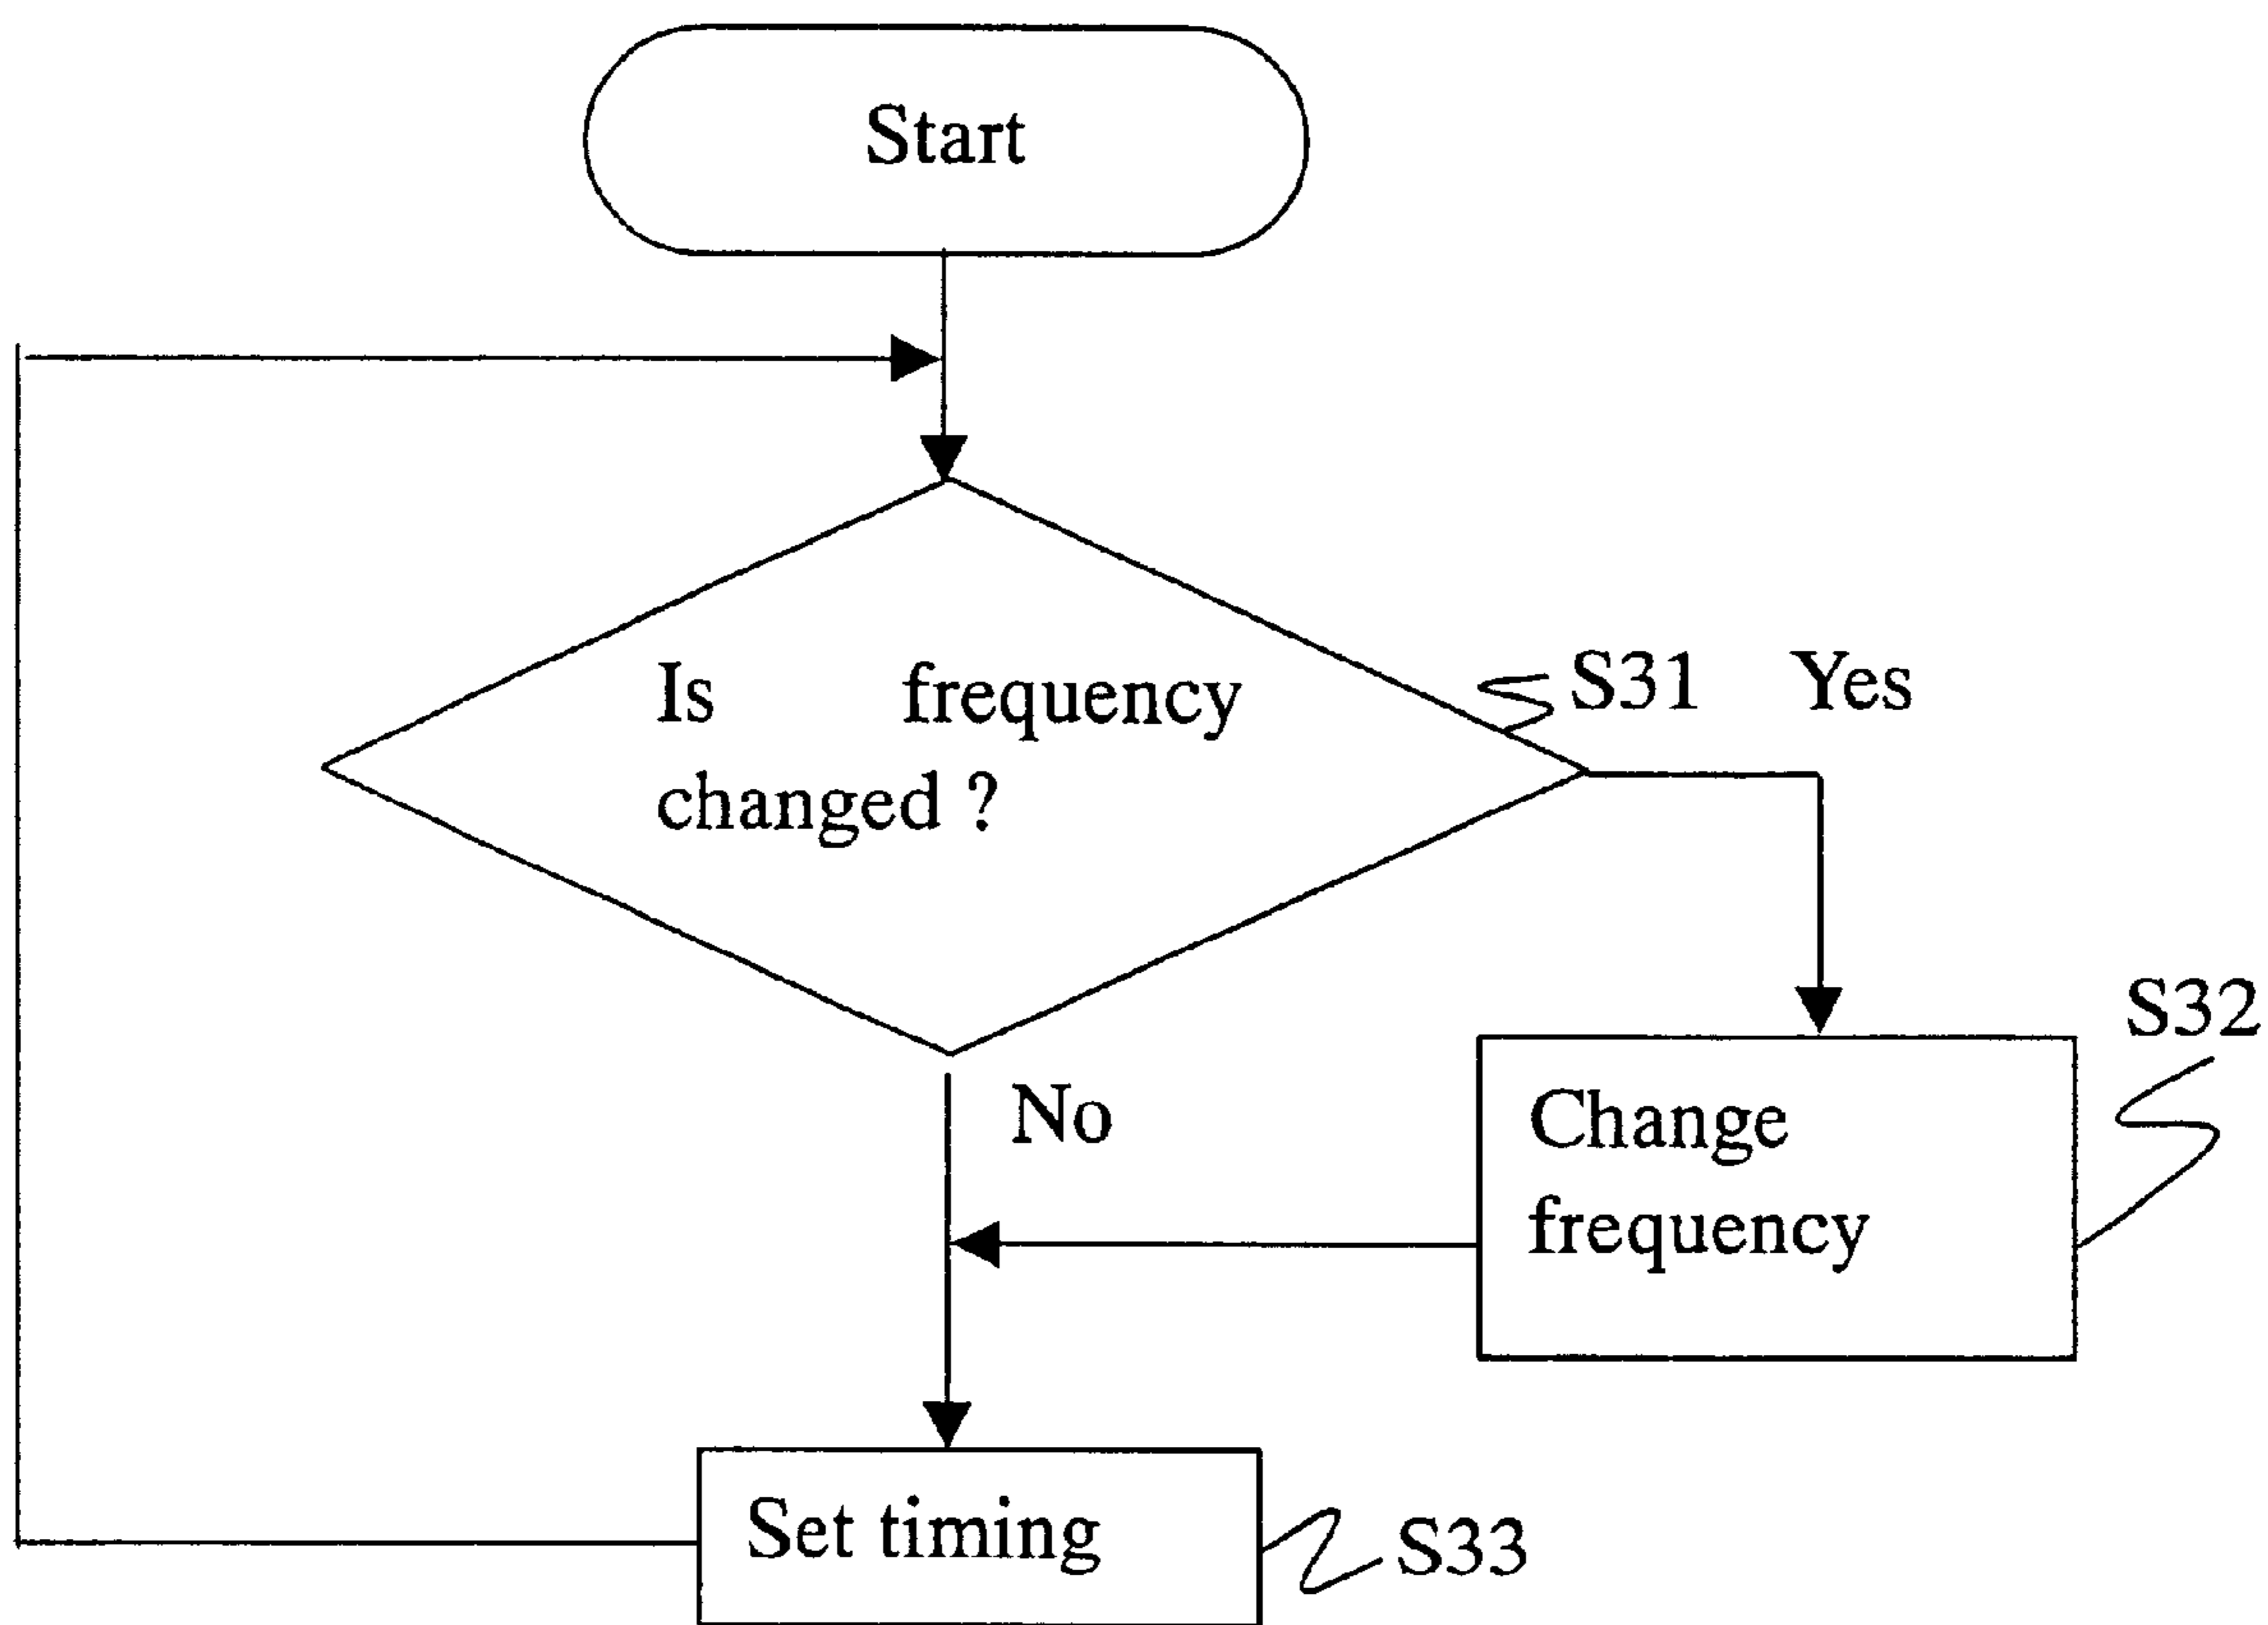 Start
Is frequency
changed ?
S31
Yes
S32
No
Change
frequency
Set timing
S33